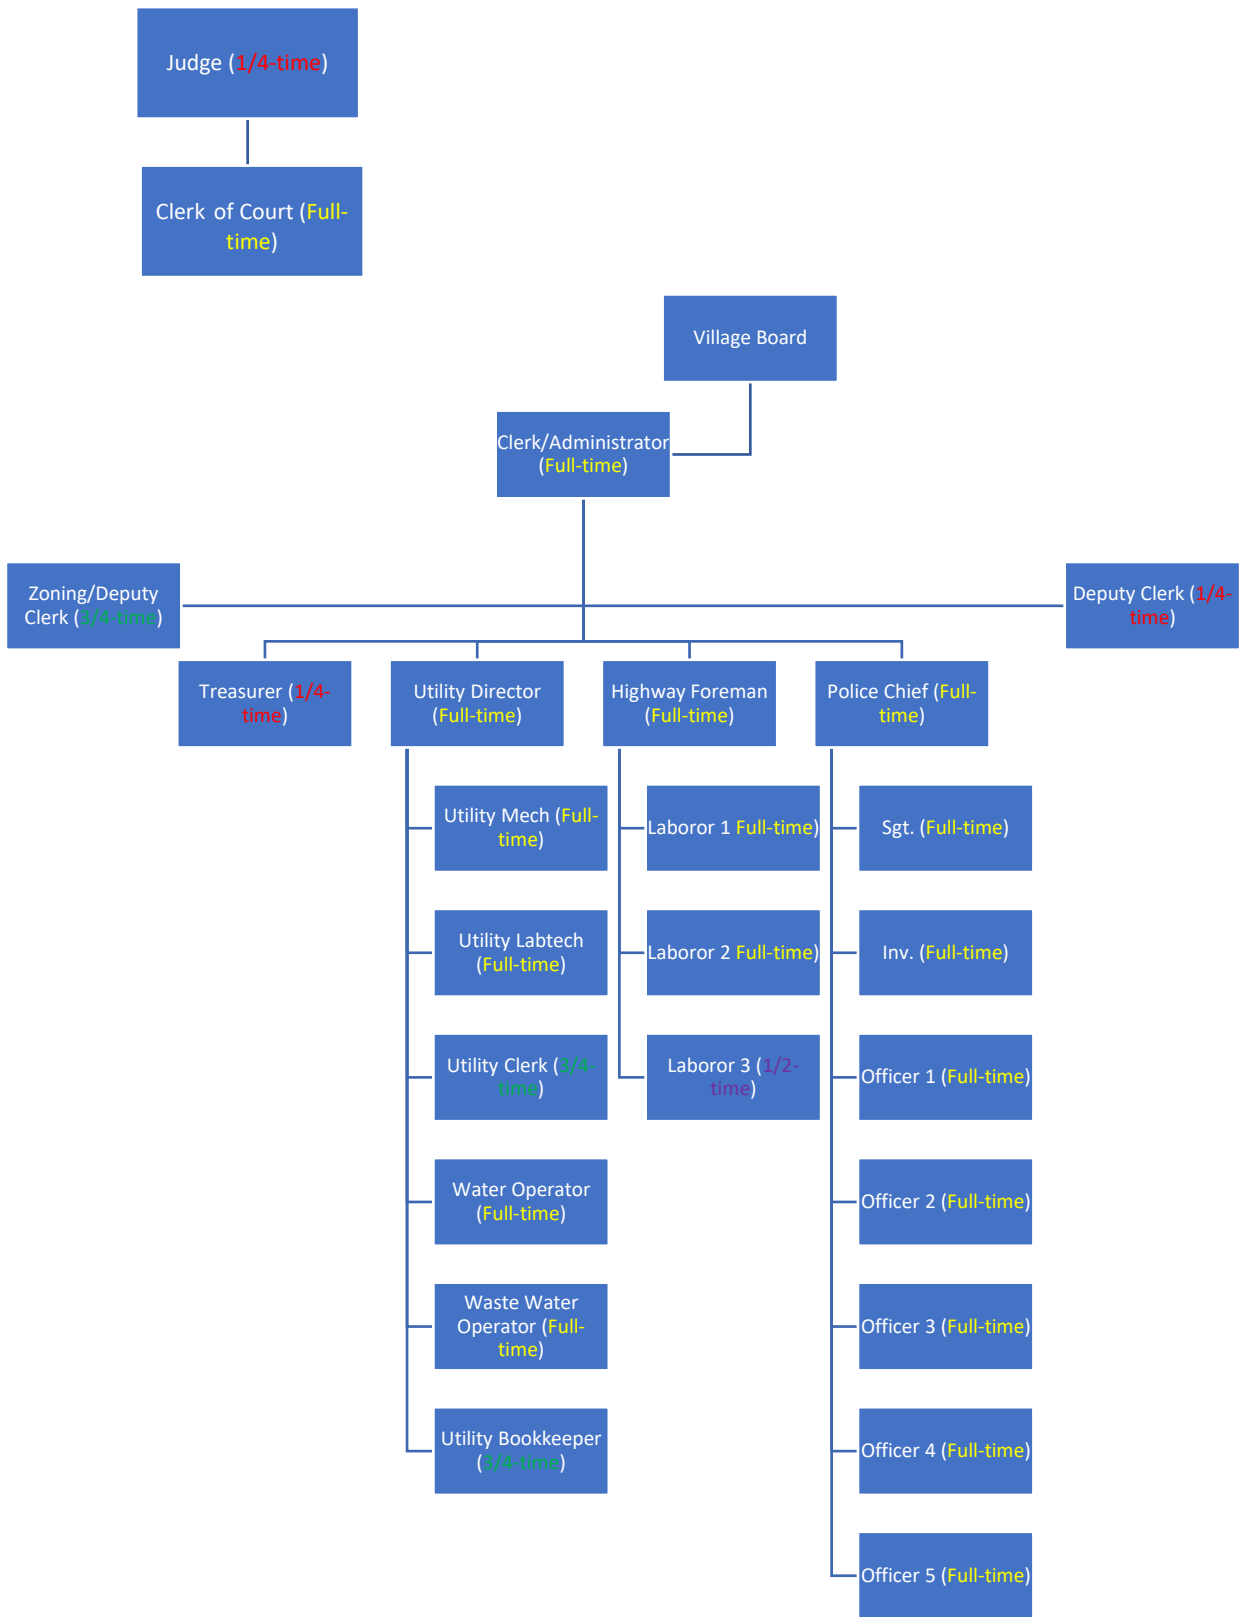 Judge (1/4-time)
Clerk of Court (Full-
time)
Village Board
Clerk/Administrator
(Full-time)
Zoning/Deputy
Clerk (3/4-time)
Deputy Clerk (1/4-
time)
Treasurer (1/4-
time)
Utility Director
(Full-time)
Highway Foreman
(Full-time)
Police Chief (Full-
time)
Utility Mech (Full-
time)
Laboror 1 Full-time)
Sgt. (Full-time)
Utility Labtech
(Full-time)
Laboror 2 Full-time)
Inv. (Full-time)
Utility Clerk (3/4-
time)
Laboror 3 (1/2-
time)
Officer 1 (Full-time)
Water Operator
(Full-time)
Officer 2 (Full-time)
Waste Water
Operator (Full-
time)
Officer 3 (Full-time)
Utility Bookkeeper
(3/4-time)
Officer 4 (Full-time)
Officer 5 (Full-time)